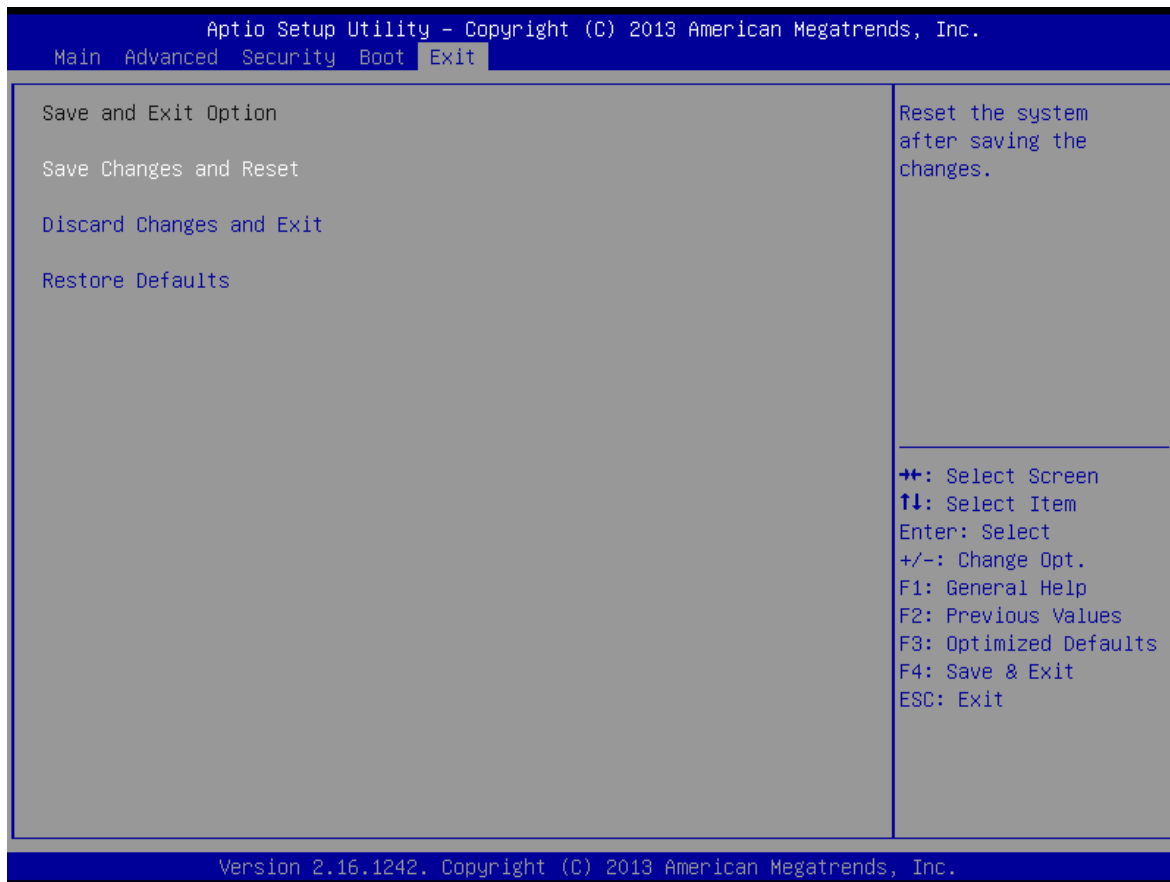 Aptio Setup Utility – Copyright (C) 2013 American Megatrends, Inc.
Main Advanced Security Boot Exit
Save and Exit Option
Save Changes and Reset
Discard Changes and Exit
Restore Defaults
Reset the system
after saving the
changes.
→←: Select Screen
↑↓: Select Item
Enter: Select
+/-: Change Opt.
F1: General Help
F2: Previous Values
F3: Optimized Defaults
F4: Save & Exit
ESC: Exit
Version 2.16.1242. Copyright (C) 2013 American Megatrends, Inc.